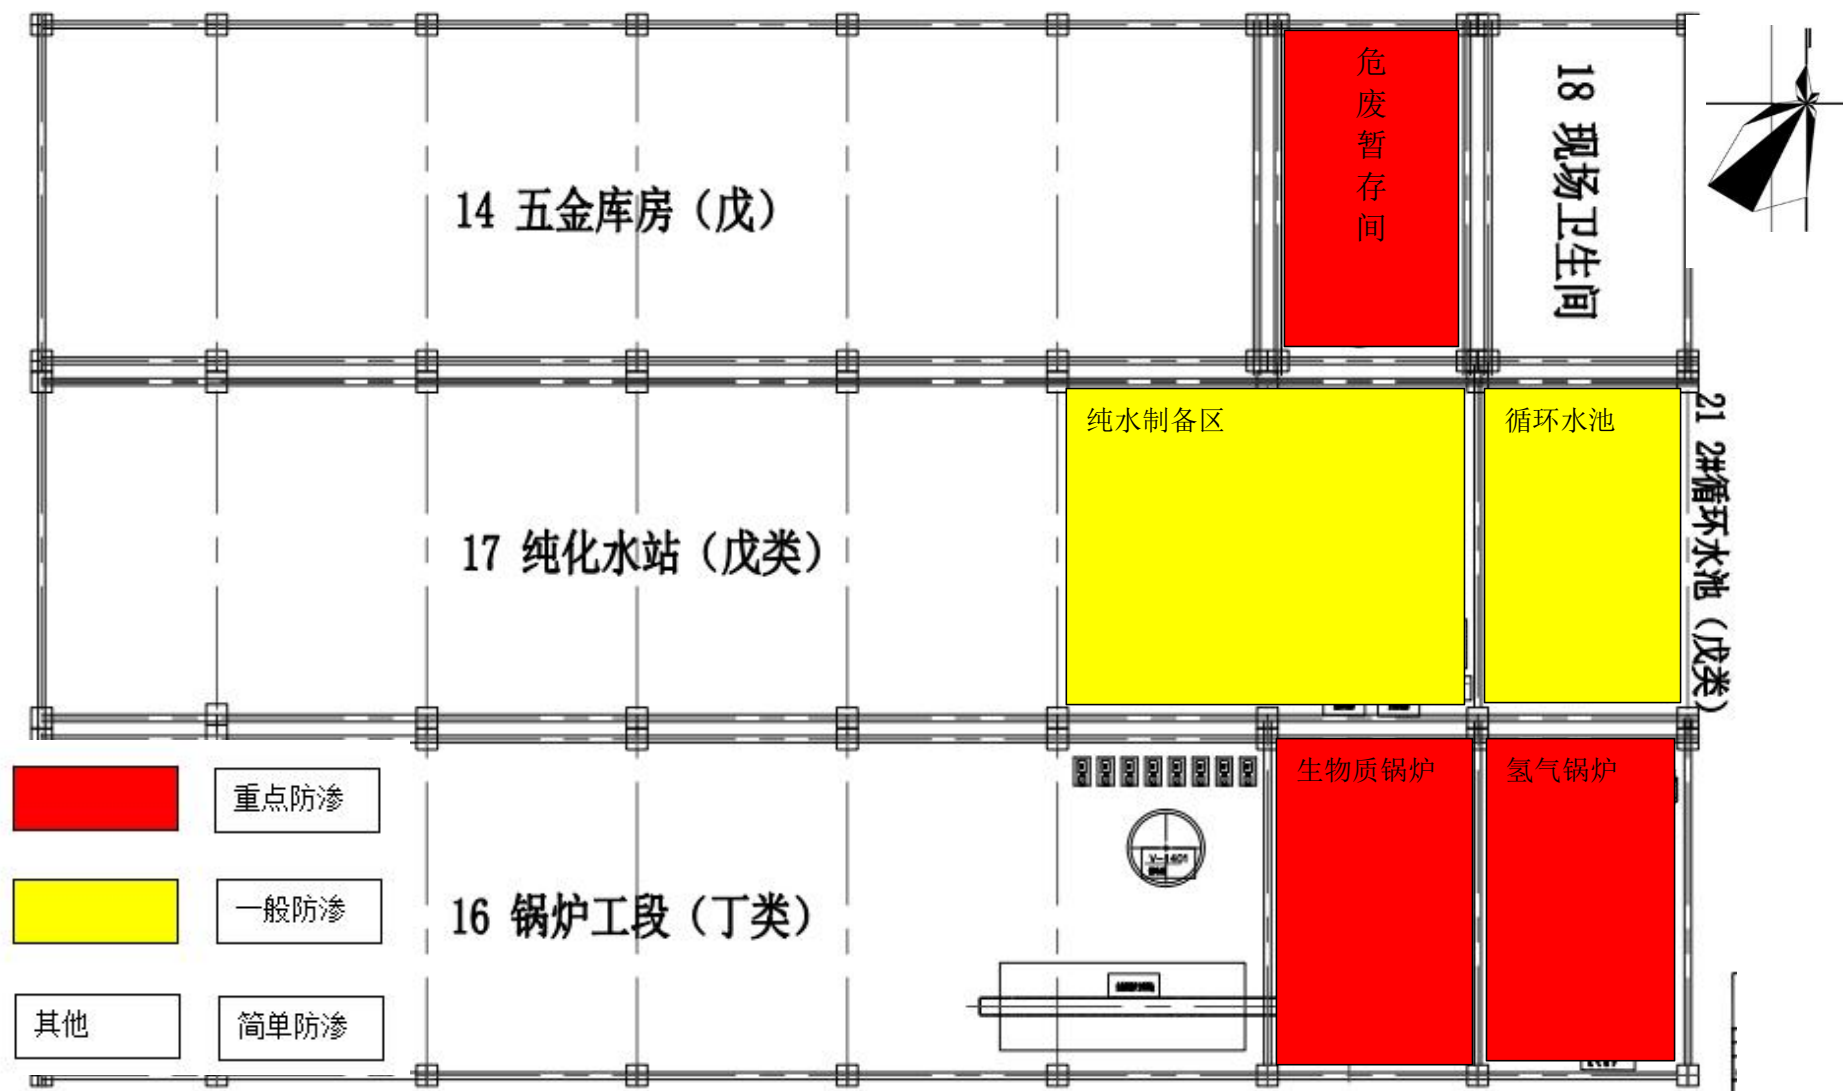 危废暂存间
18 现场卫生间
14 五金库房（戊）
纯水制备区
循环水池
21 2#循环水池（戊类）
17 纯化水站（戊类）
生物质锅炉
氢气锅炉
重点防渗
V-1401
一般防渗
16 锅炉工段（丁类）
其他
简单防渗